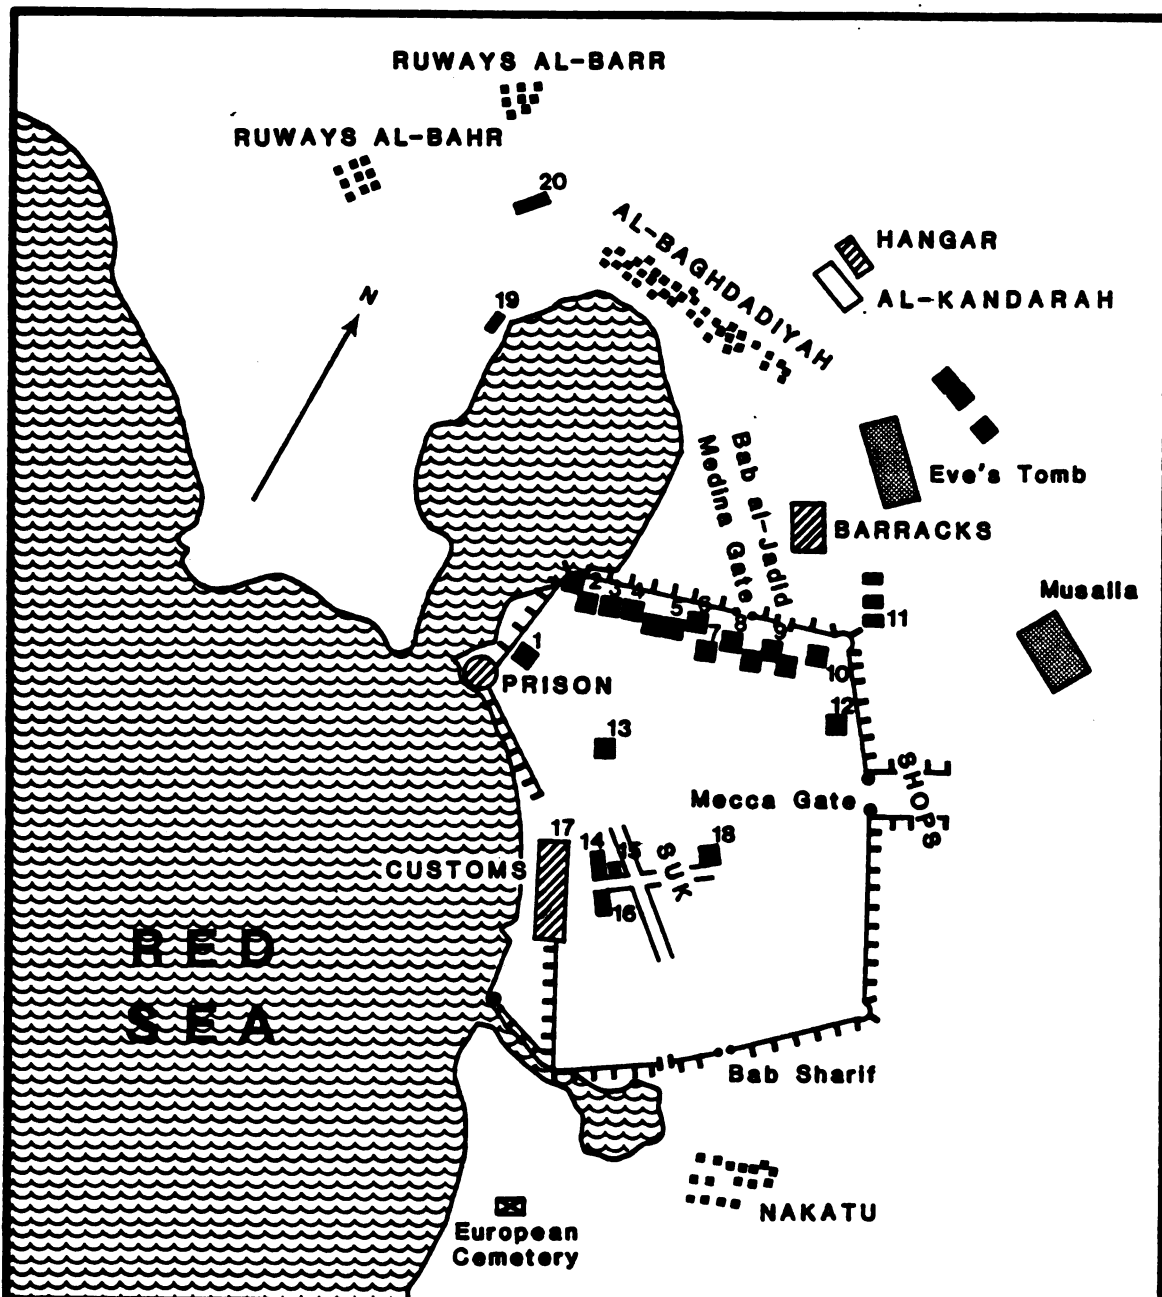 RUWAYS AL-BARR
RUWAYS AL-BAHR
20
AL-BAGHDADIYAH
HANGAR
AL-KANDARAH
N
19
Eve's Tomb
Bab al-Jadid
Medina Gate
BARRACKS
Musalla
2
3
4
5
6
7
8
9
10
11
1
PRISON
12
13
SHOPS
Mecca Gate
17
14
15
18
CUSTOMS
SUK
16
RED
SEA
Bab Sharif
NAKATU
European
Cemetery